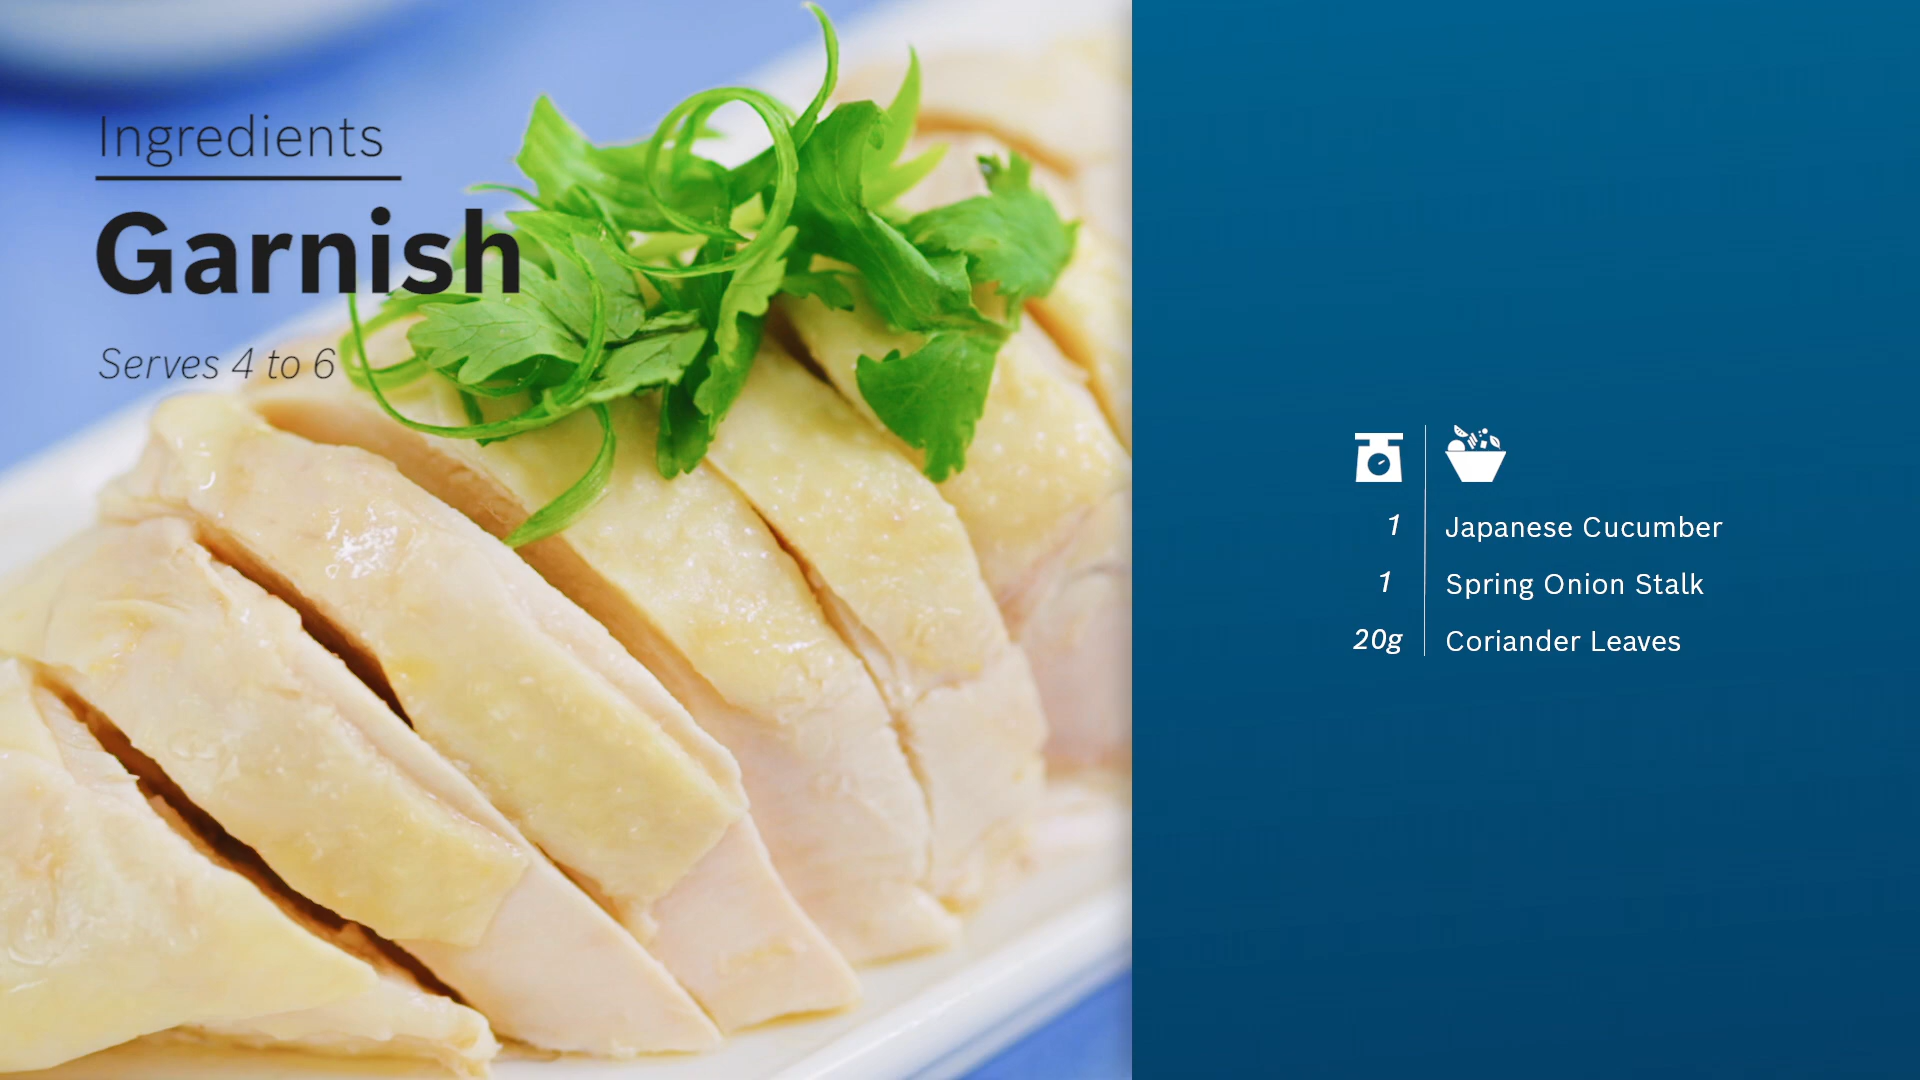 Ingredients
Garnish
Serves 4 to 6
1 Japanese Cucumber
1 Spring Onion Stalk
20g Coriander Leaves